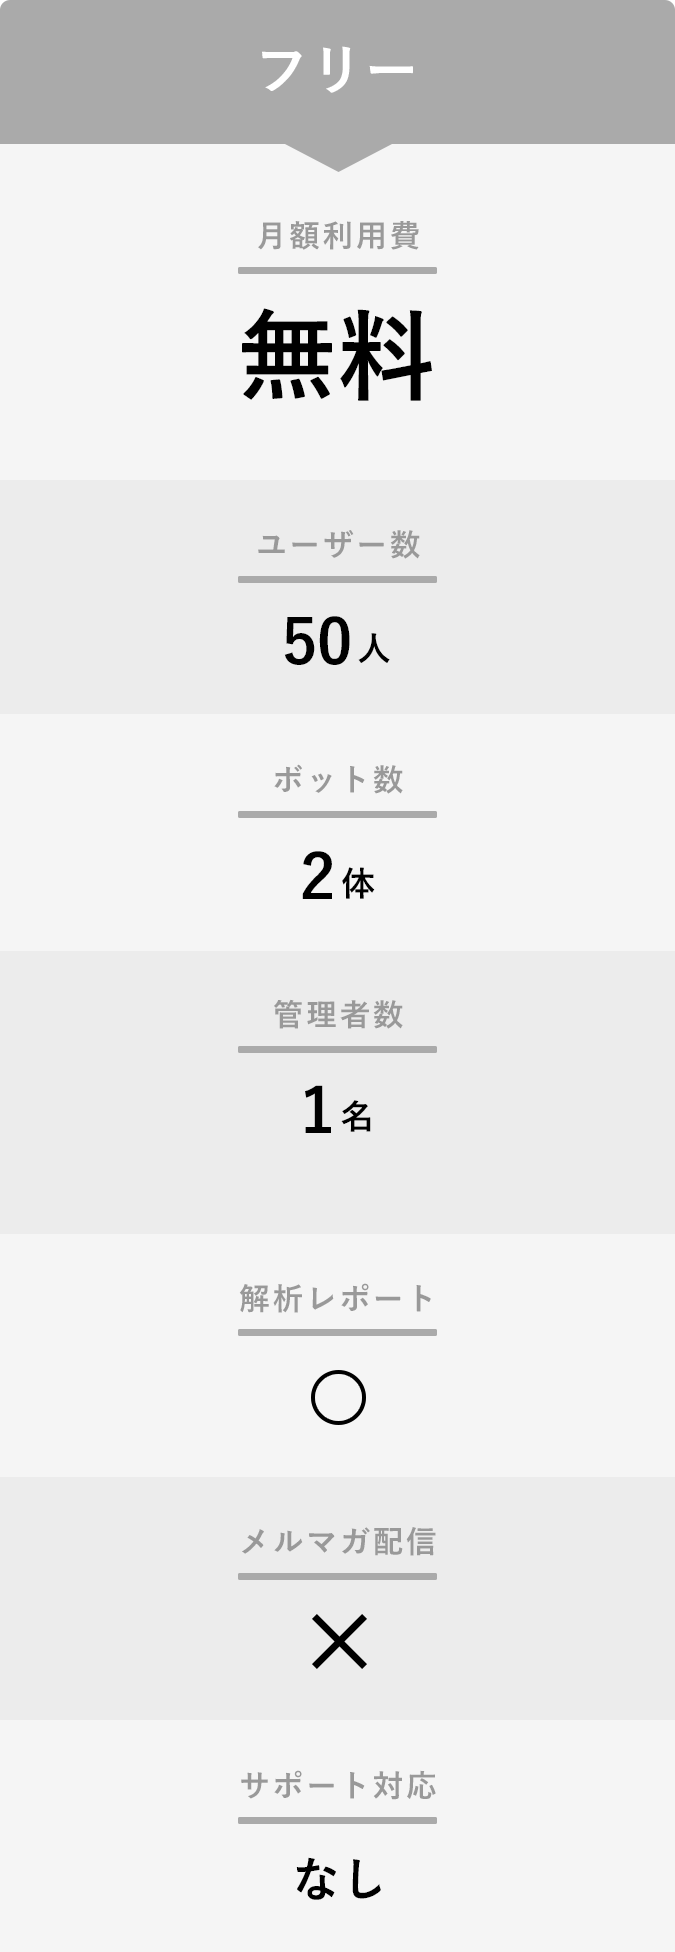 フリー
月額利用費
無料
ユーザー数
50人
ボット数
2体
管理者数
1名
解析レポート
○
メルマガ配信
×
サポート対応
なし